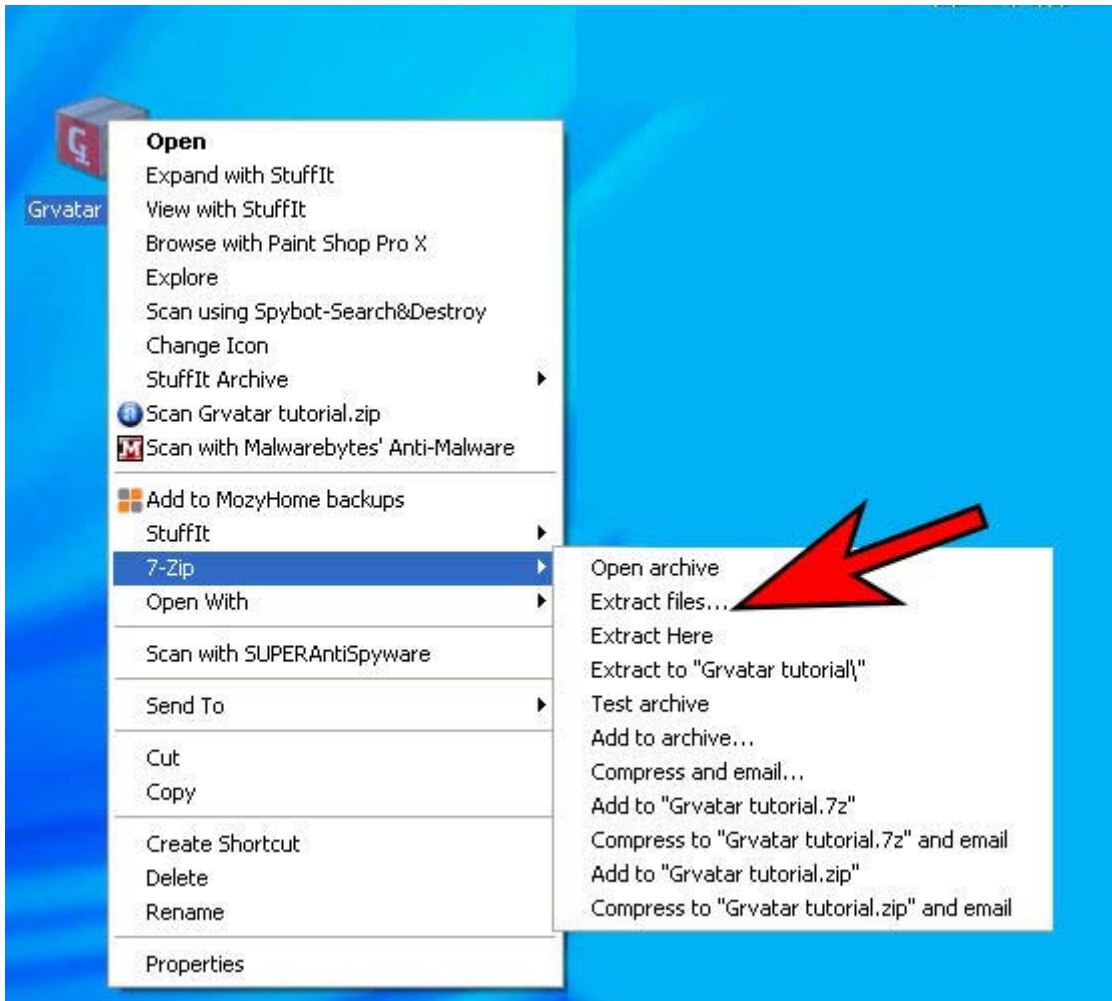 Grvatar
Open
Expand with StuffIt
View with StuffIt
Browse with Paint Shop Pro X
Explore
Scan using Spybot-Search&Destroy
Change Icon
StuffIt Archive
Scan Grvatar tutorial.zip
Scan with Malwarebytes' Anti-Malware
Add to MozyHome backups
StuffIt
7-Zip
Open With
Scan with SUPERAntiSpyware
Send To
Cut
Copy
Create Shortcut
Delete
Rename
Properties
Open archive
Extract files...
Extract Here
Extract to "Grvatar tutorial\"
Test archive
Add to archive...
Compress and email...
Add to "Grvatar tutorial.7z"
Compress to "Grvatar tutorial.7z" and email
Add to "Grvatar tutorial.zip"
Compress to "Grvatar tutorial.zip" and email